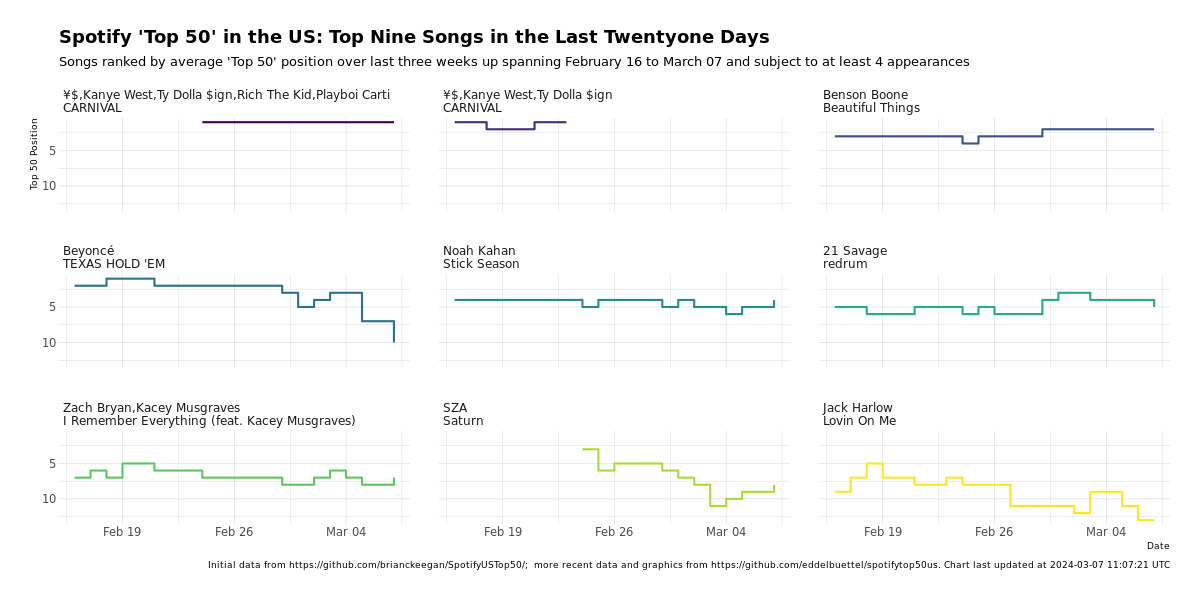 Spotify 'Top 50' in the US: Top Nine Songs in the Last Twentyone Days
Songs ranked by average 'Top 50' position over last three weeks up spanning February 16 to March 07 and subject to at least 4 appearances
¥$,Kanye West,Ty Dolla $ign,Rich The Kid,Playboi Carti
CARNIVAL
¥$,Kanye West,Ty Dolla $ign
CARNIVAL
Benson Boone
Beautiful Things
Top 50 Position
5
10
Beyoncé
TEXAS HOLD 'EM
Noah Kahan
Stick Season
21 Savage
redrum
5
10
Zach Bryan,Kacey Musgraves
I Remember Everything (feat. Kacey Musgraves)
SZA
Saturn
Jack Harlow
Lovin On Me
5
10
Feb 19
Feb 26
Mar 04
Feb 19
Feb 26
Mar 04
Feb 19
Feb 26
Mar 04
Date
Initial data from https://github.com/brianckeegan/SpotifyUSTop50/;  more recent data and graphics from https://github.com/eddelbuettel/spotifytop50us. Chart last updated at 2024-03-07 11:07:21 UTC